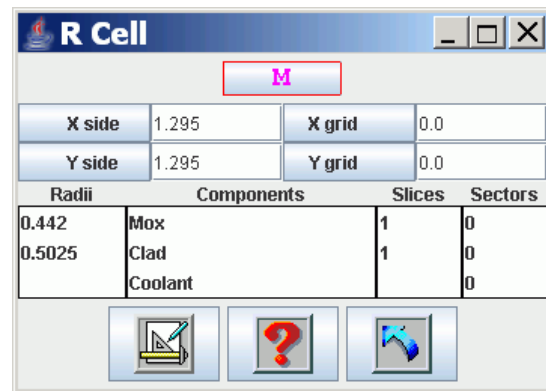 R Cell
M
X side 1.295 X grid 0.0
Y side 1.295 Y grid 0.0
Radii Components Slices Sectors
0.442 Mox 1 0
0.5025 Clad 1 0
Coolant 0
?